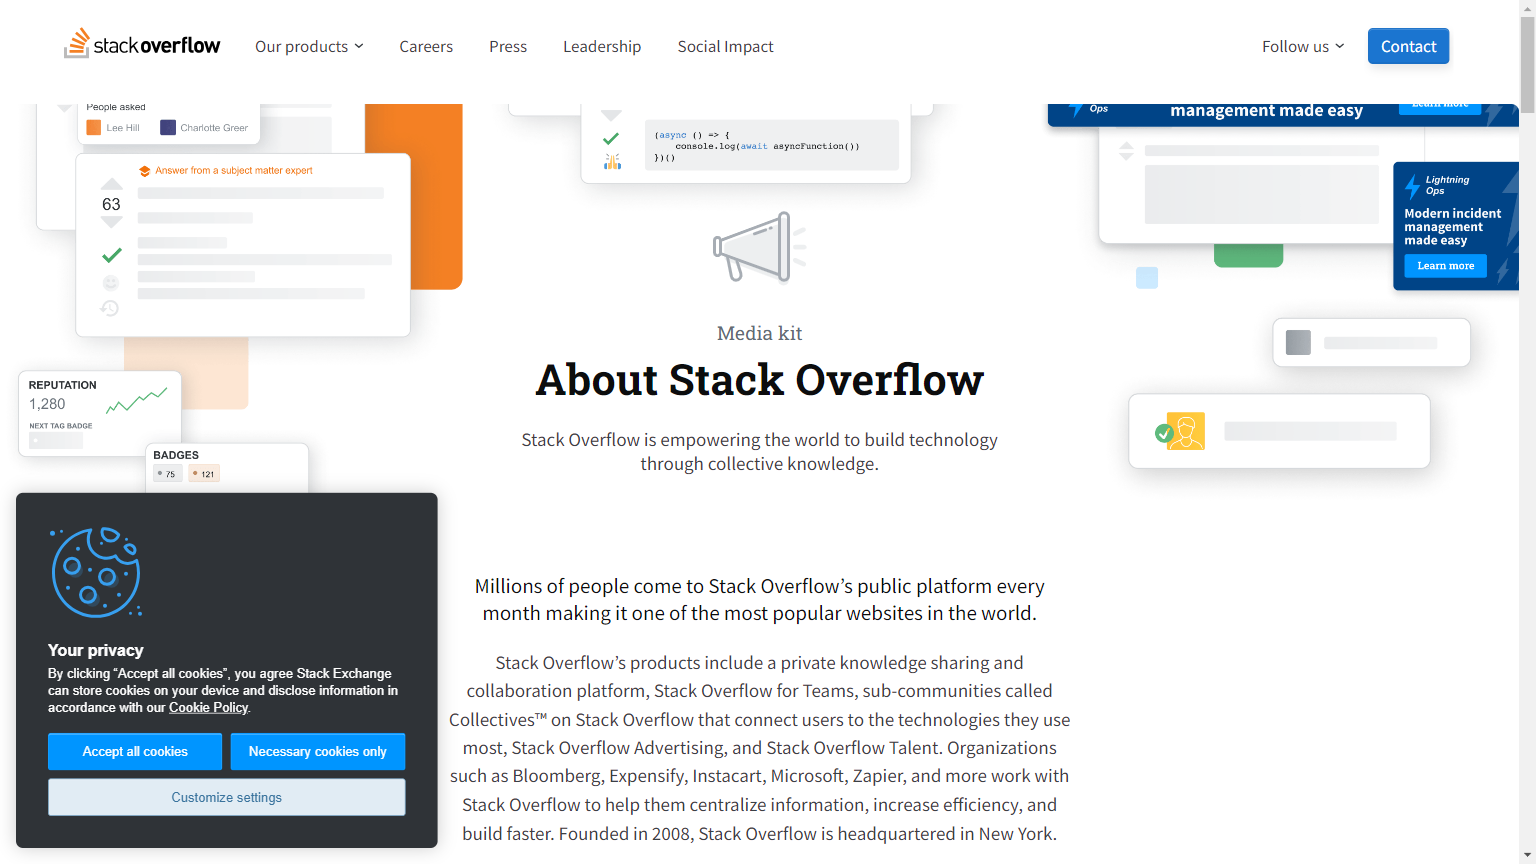 stackoverflow
Our products
Careers
Press
Leadership
Social Impact
Follow us
Contact
People asked
Lee Hill
Charlotte Greer
Answer from a subject matter expert
63
(async () => {
console.log(await asyncFunction())
})()
Ops
management made easy
Learn more
Lightning
Ops
Modern incident
management
made easy
Learn more
Media kit
About Stack Overflow
Stack Overflow is empowering the world to build technology
through collective knowledge.
REPUTATION
1,280
NEXT TAG BADGE
BADGES
75
121
Millions of people come to Stack Overflow’s public platform every
month making it one of the most popular websites in the world.
Stack Overflow’s products include a private knowledge sharing and
collaboration platform, Stack Overflow for Teams, sub-communities called
Collectives™ on Stack Overflow that connect users to the technologies they use
most, Stack Overflow Advertising, and Stack Overflow Talent. Organizations
such as Bloomberg, Expensify, Instacart, Microsoft, Zapier, and more work with
Stack Overflow to help them centralize information, increase efficiency, and
build faster. Founded in 2008, Stack Overflow is headquartered in New York.
Your privacy
By clicking “Accept all cookies”, you agree Stack Exchange
can store cookies on your device and disclose information in
accordance with our Cookie Policy.
Accept all cookies
Necessary cookies only
Customize settings